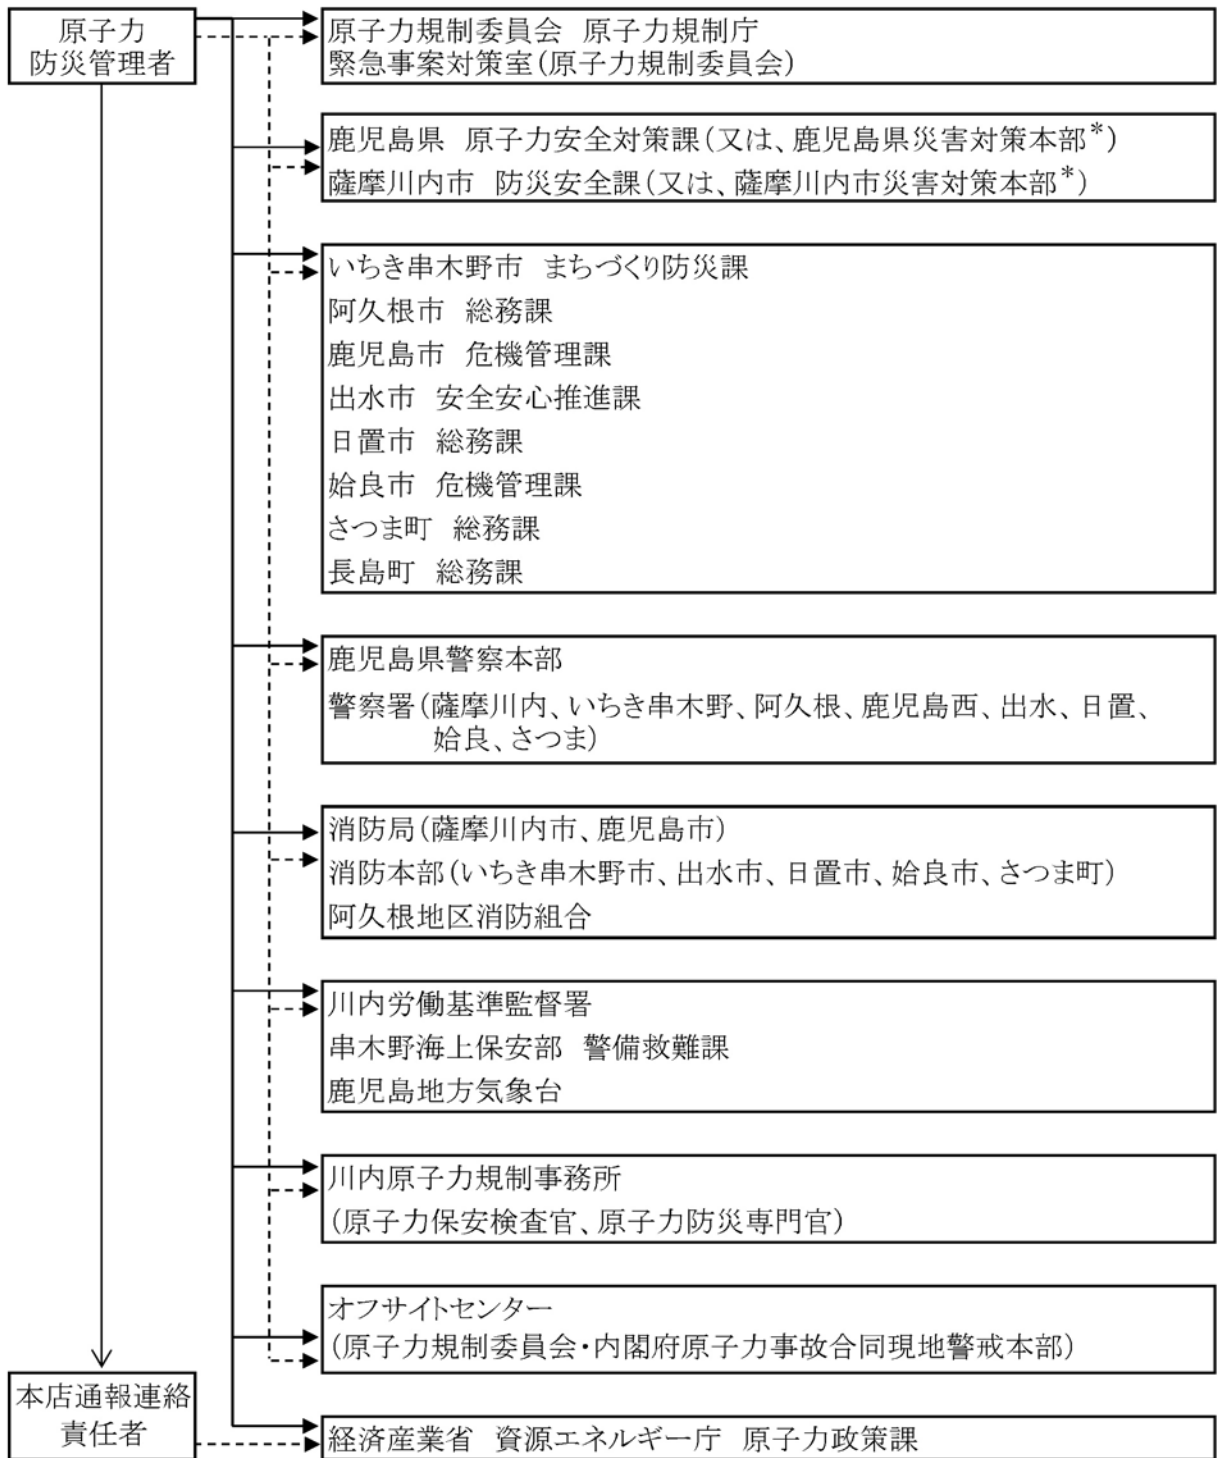 原子力
防災管理者
原子力規制委員会 原子力規制庁
緊急事案対策室(原子力規制委員会)
鹿児島県 原子力安全対策課(又は、鹿児島県災害対策本部*)
薩摩川内市 防災安全課(又は、薩摩川内市災害対策本部*)
いちき串木野市 まちづくり防災課
阿久根市 総務課
鹿児島市 危機管理課
出水市 安全安心推進課
日置市 総務課
姶良市 危機管理課
さつま町 総務課
長島町 総務課
鹿児島県警察本部
警察署(薩摩川内、いちき串木野、阿久根、鹿児島西、出水、日置、
姶良、さつま)
消防局(薩摩川内市、鹿児島市)
消防本部(いちき串木野市、出水市、日置市、姶良市、さつま町)
阿久根地区消防組合
川内労働基準監督署
串木野海上保安部 警備救難課
鹿児島地方気象台
川内原子力規制事務所
(原子力保安検査官、原子力防災専門官)
オフサイトセンター
(原子力規制委員会・内閣府原子力事故合同現地警戒本部)
本店通報連絡
責任者
経済産業省 資源エネルギー庁 原子力政策課